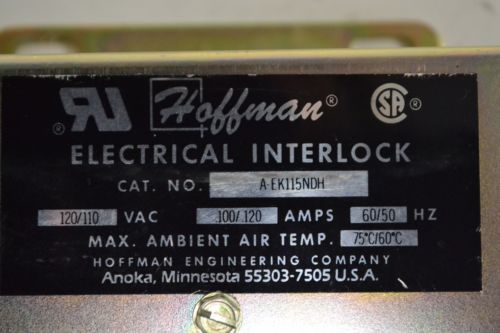 Hoffman®
®
SA ®
ELECTRICAL INTERLOCK
CAT. NO. A-EK115NDH
120/110 VAC .100/.120 AMPS 60/50 HZ
MAX. AMBIENT AIR TEMP. 75°C/60°C
HOFFMAN ENGINEERING COMPANY
Anoka, Minnesota 55303-7505 U.S.A.